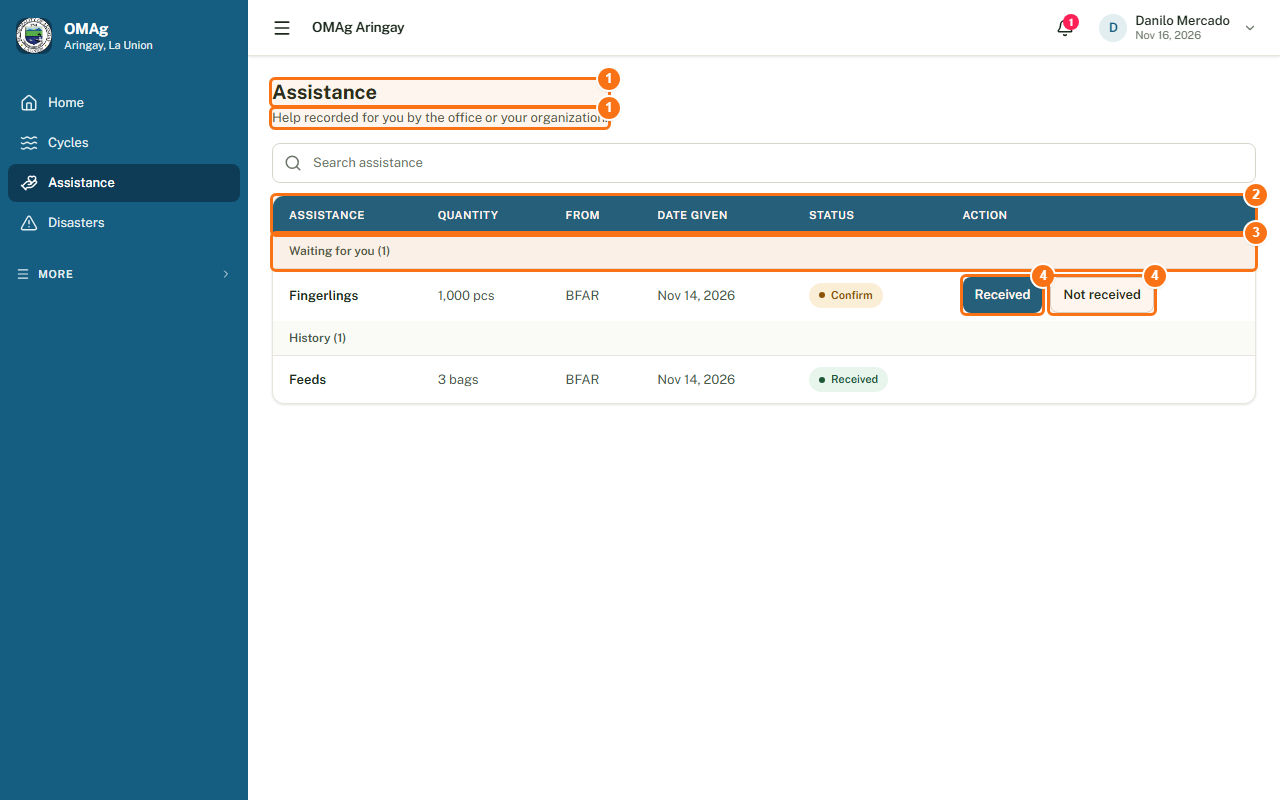 OMAg
Aringay, La Union
Home
Cycles
Assistance
Disasters
MORE
OMAg Aringay
1
D
Danilo Mercado
Nov 16, 2026
Assistance
1
Help recorded for you by the office or your organization.
1
Search assistance
ASSISTANCE QUANTITY FROM DATE GIVEN STATUS ACTION
2
Waiting for you (1)
3
Fingerlings 1,000 pcs BFAR Nov 14, 2026 Confirm Received Not received
4
4
History (1)
Feeds 3 bags BFAR Nov 14, 2026 Received